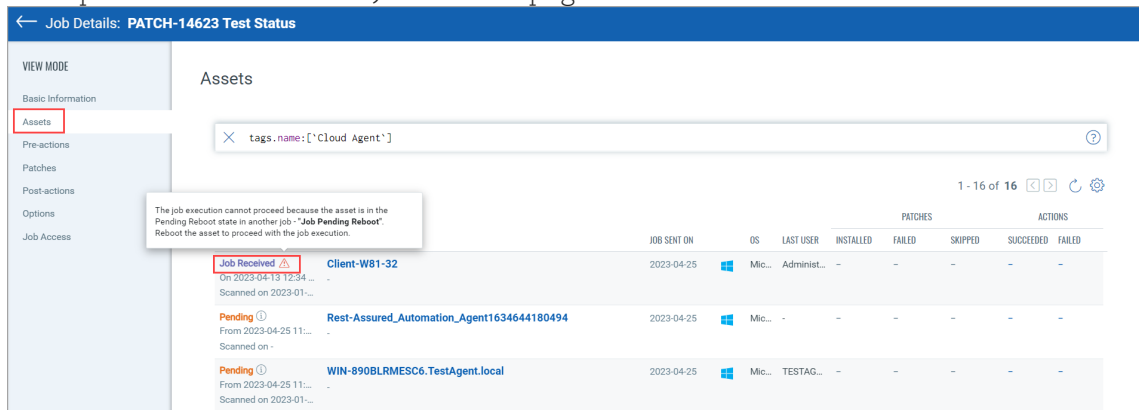 ← Job Details: PATCH-14623 Test Status
VIEW MODE
Basic Information
Assets
Pre-actions
Patches
Post-actions
Options
Job Access
Assets
tags.name:[`Cloud Agent`]
1 - 16 of 16
The job execution cannot proceed because the asset is in the
Pending Reboot state in another job - "Job Pending Reboot".
Reboot the asset to proceed with the job execution.
PATCHES ACTIONS
JOB SENT ON OS LAST USER INSTALLED FAILED SKIPPED SUCCEEDED FAILED
Job Received Client-W81-32 2023-04-25 Mic... Administ... – – – – –
On 2023-04-13 12:34 ... -
Scanned on 2023-01-...
Pending Rest-Assured_Automation_Agent1634644180494 2023-04-25 Mic... - – – – – –
From 2023-04-25 11:... -
Scanned on -
Pending WIN-890BLRMESC6.TestAgent.local 2023-04-25 Mic... TESTAG... – – – – –
From 2023-04-25 11:... -
Scanned on 2023-01-...